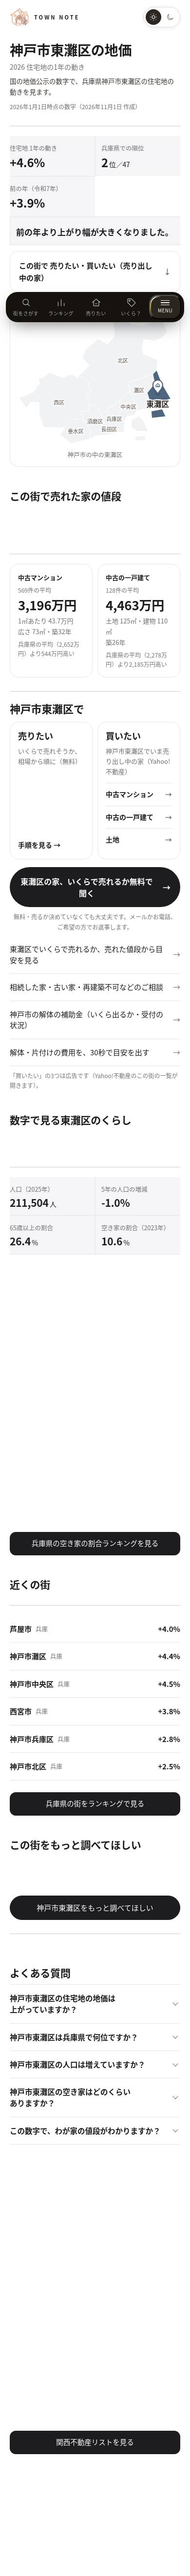 TOWN NOTE
神戸市東灘区の地価
2026 住宅地の1年の動き
国の地価公示の数字で、兵庫県神戸市東灘区の住宅地の
動きを見ます。
2026年1月1日時点の数字（2026年11月1日 作成）
住宅地 1年の動き
+4.6%
兵庫県での順位
2 位／47
前の年（令和7年）
+3.9%
前の年より上がり幅が大きくなりました。
この街で 売りたい・買いたい（売り出し
中の家）
↓
街をさがす
ランキング
売りたい
いくら？
MENU
北区
灘区
東灘区
中央区
西区
兵庫区
須磨区
長田区
垂水区
神戸市の中の東灘区
この街で売れた家の値段
中古マンション
569件の平均
3,196万円
1㎡あたり 43.7万円
広さ 73㎡・築32年
兵庫県の平均（2,652万
円）より544万円高い
中古の一戸建て
128件の平均
4,463万円
土地 125㎡・建物 110
㎡
築26年
兵庫県の平均（2,278万
円）より2,185万円高い
神戸市東灘区で
売りたい
いくらで売れそうか、
相場から順に（無料）
手順を見る →
買いたい
神戸市東灘区でいま売
り出し中の家（Yahoo!
不動産）
中古マンション →
中古の一戸建て →
土地 →
東灘区の家、いくらで売れるか無料で
聞く →
無料・売るか決めていなくても大丈夫です。メールかお電話、
ご希望の方でお返事します。
東灘区でいくらで売れるか、売れた値段から目
安を見る →
相続した家・古い家・再建築不可などのご相談 →
神戸市の解体の補助金（いくら出るか・受付の
状況） →
解体・片付けの費用を、30秒で目安を出す →
「買いたい」の3つは広告です（Yahoo!不動産のこの街の一覧が
開きます）。
数字で見る東灘区のくらし
人口（2025年）
211,504 人
5年の人口の増減
-1.0%
65歳以上の割合
26.4 %
空き家の割合（2023年）
10.6 %
兵庫県の空き家の割合ランキングを見る
近くの街
芦屋市 兵庫 +4.0%
神戸市灘区 兵庫 +4.4%
神戸市中央区 兵庫 +4.5%
西宮市 兵庫 +3.8%
神戸市兵庫区 兵庫 +2.8%
神戸市北区 兵庫 +2.5%
兵庫県の街をランキングで見る
この街をもっと調べてほしい
神戸市東灘区をもっと調べてほしい
よくある質問
神戸市東灘区の住宅地の地価は
上がっていますか？
神戸市東灘区は兵庫県で何位ですか？
神戸市東灘区の人口は増えていますか？
神戸市東灘区の空き家はどのくらい
ありますか？
この数字で、わが家の値段がわかりますか？
関西不動産リストを見る